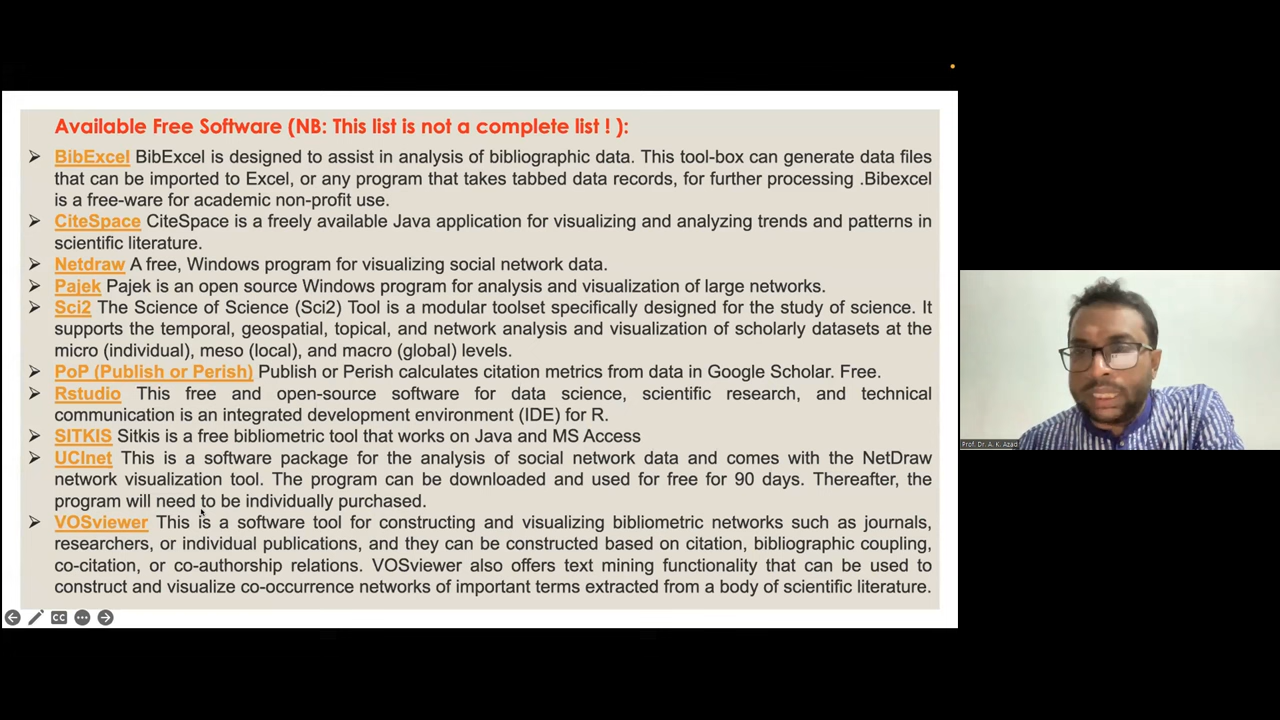 Available Free Software (NB: This list is not a complete list ! ):
➢ BibExcel BibExcel is designed to assist in analysis of bibliographic data. This tool-box can generate data files
that can be imported to Excel, or any program that takes tabbed data records, for further processing .Bibexcel
is a free-ware for academic non-profit use.
➢ CiteSpace CiteSpace is a freely available Java application for visualizing and analyzing trends and patterns in
scientific literature.
➢ Netdraw A free, Windows program for visualizing social network data.
➢ Pajek Pajek is an open source Windows program for analysis and visualization of large networks.
➢ Sci2 The Science of Science (Sci2) Tool is a modular toolset specifically designed for the study of science. It
supports the temporal, geospatial, topical, and network analysis and visualization of scholarly datasets at the
micro (individual), meso (local), and macro (global) levels.
➢ PoP (Publish or Perish) Publish or Perish calculates citation metrics from data in Google Scholar. Free.
➢ Rstudio This free and open-source software for data science, scientific research, and technical
communication is an integrated development environment (IDE) for R.
➢ SITKIS Sitkis is a free bibliometric tool that works on Java and MS Access
➢ UCInet This is a software package for the analysis of social network data and comes with the NetDraw
network visualization tool. The program can be downloaded and used for free for 90 days. Thereafter, the
program will need to be individually purchased.
➢ VOSviewer This is a software tool for constructing and visualizing bibliometric networks such as journals,
researchers, or individual publications, and they can be constructed based on citation, bibliographic coupling,
co-citation, or co-authorship relations. VOSviewer also offers text mining functionality that can be used to
construct and visualize co-occurrence networks of important terms extracted from a body of scientific literature.
CC
Prof. Dr. A. K. Azad